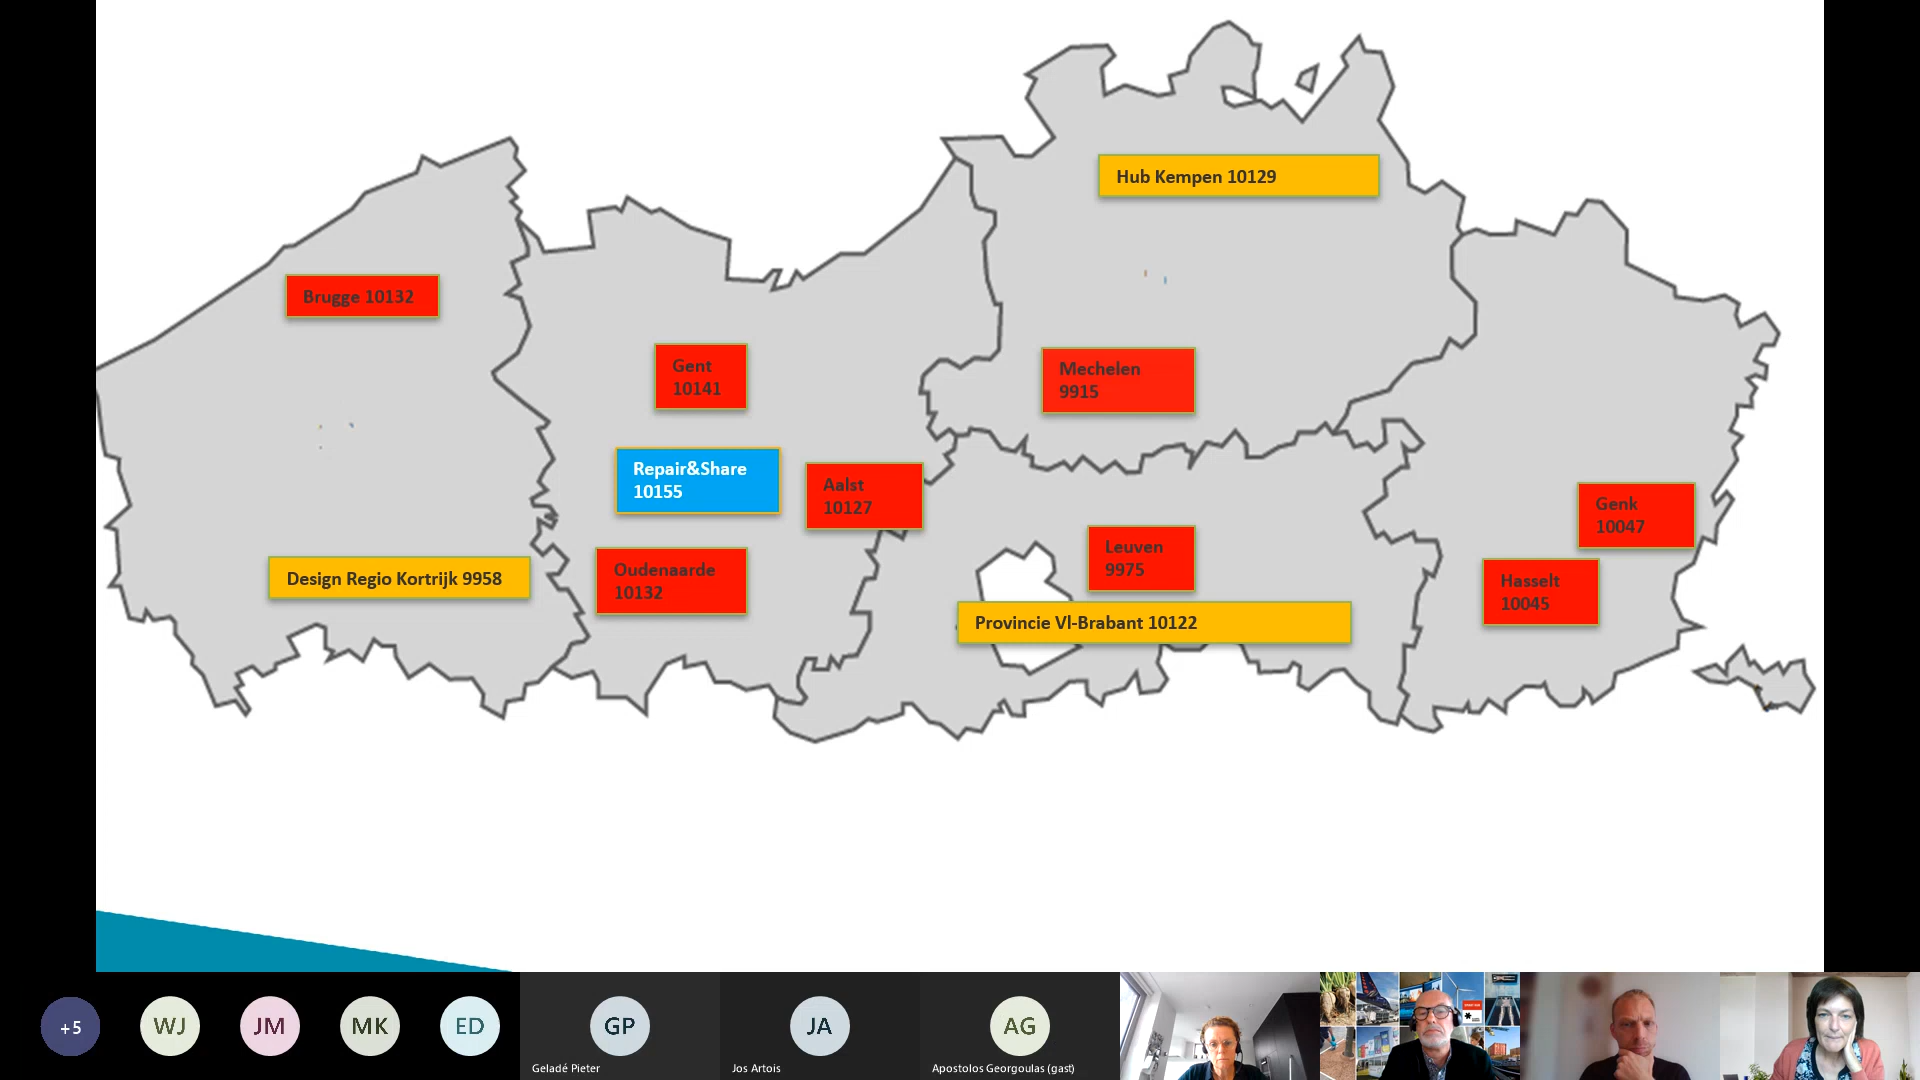 Hub Kempen 10129
Brugge 10132
Gent
10141
Mechelen
9915
Repair&Share
10155
Aalst
10127
Genk
10047
Leuven
9975
Design Regio Kortrijk 9958
Oudenaarde
10132
Hasselt
10045
Provincie Vl-Brabant 10122
+5
WJ
JM
MK
ED
GP
JA
AG
Geladé Pieter
Jos Artois
Apostolos Georgoulas (gast)